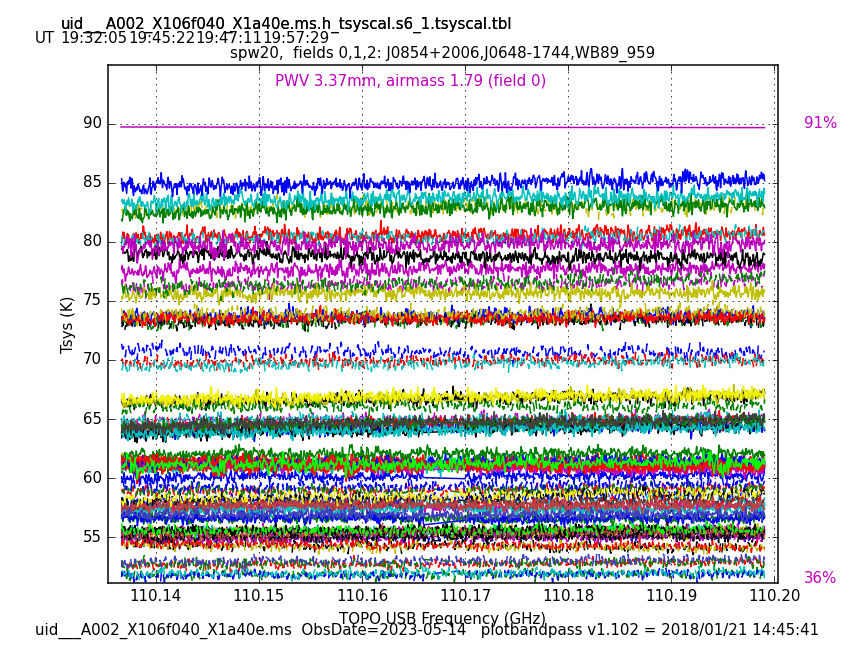 uid___A002_X106f040_X1a40e.ms.h_tsyscal.s6_1.tsyscal.tbl
UT 19:32:05 19:45:22 19:47:11 19:57:29
spw20,  fields 0,1,2: J0854+2006,J0648-1744,WB89_959
PWV 3.37mm, airmass 1.79 (field 0)
90
91%
85
80
75
Tsys (K)
70
65
60
55
36%
110.14 110.15 110.16 110.17 110.18 110.19 110.20
TOPO USB Frequency (GHz)
uid___A002_X106f040_X1a40e.ms  ObsDate=2023-05-14   plotbandpass v1.102 = 2018/01/21 14:45:41